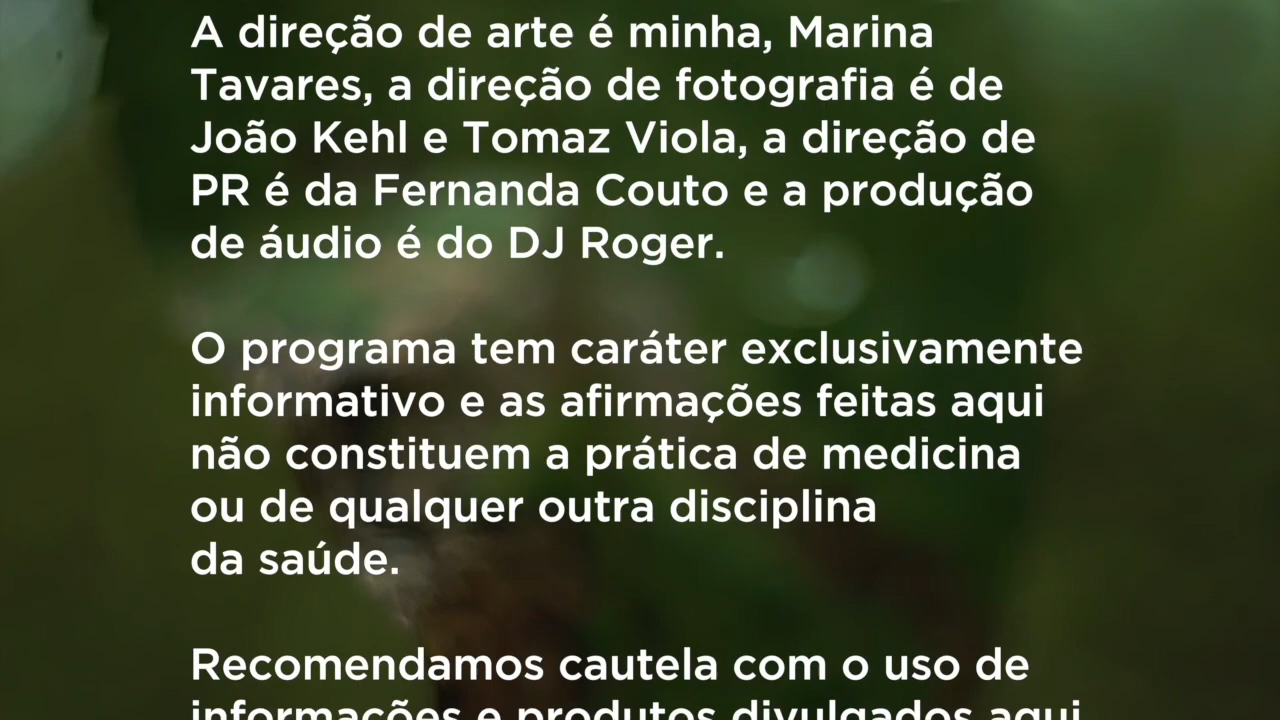 A direção de arte é minha, Marina
Tavares, a direção de fotografia é de
João Kehl e Tomaz Viola, a direção de
PR é da Fernanda Couto e a produção
de áudio é do DJ Roger.
O programa tem caráter exclusivamente
informativo e as afirmações feitas aqui
não constituem a prática de medicina
ou de qualquer outra disciplina
da saúde.
Recomendamos cautela com o uso de
informações e produtos divulgados aqui